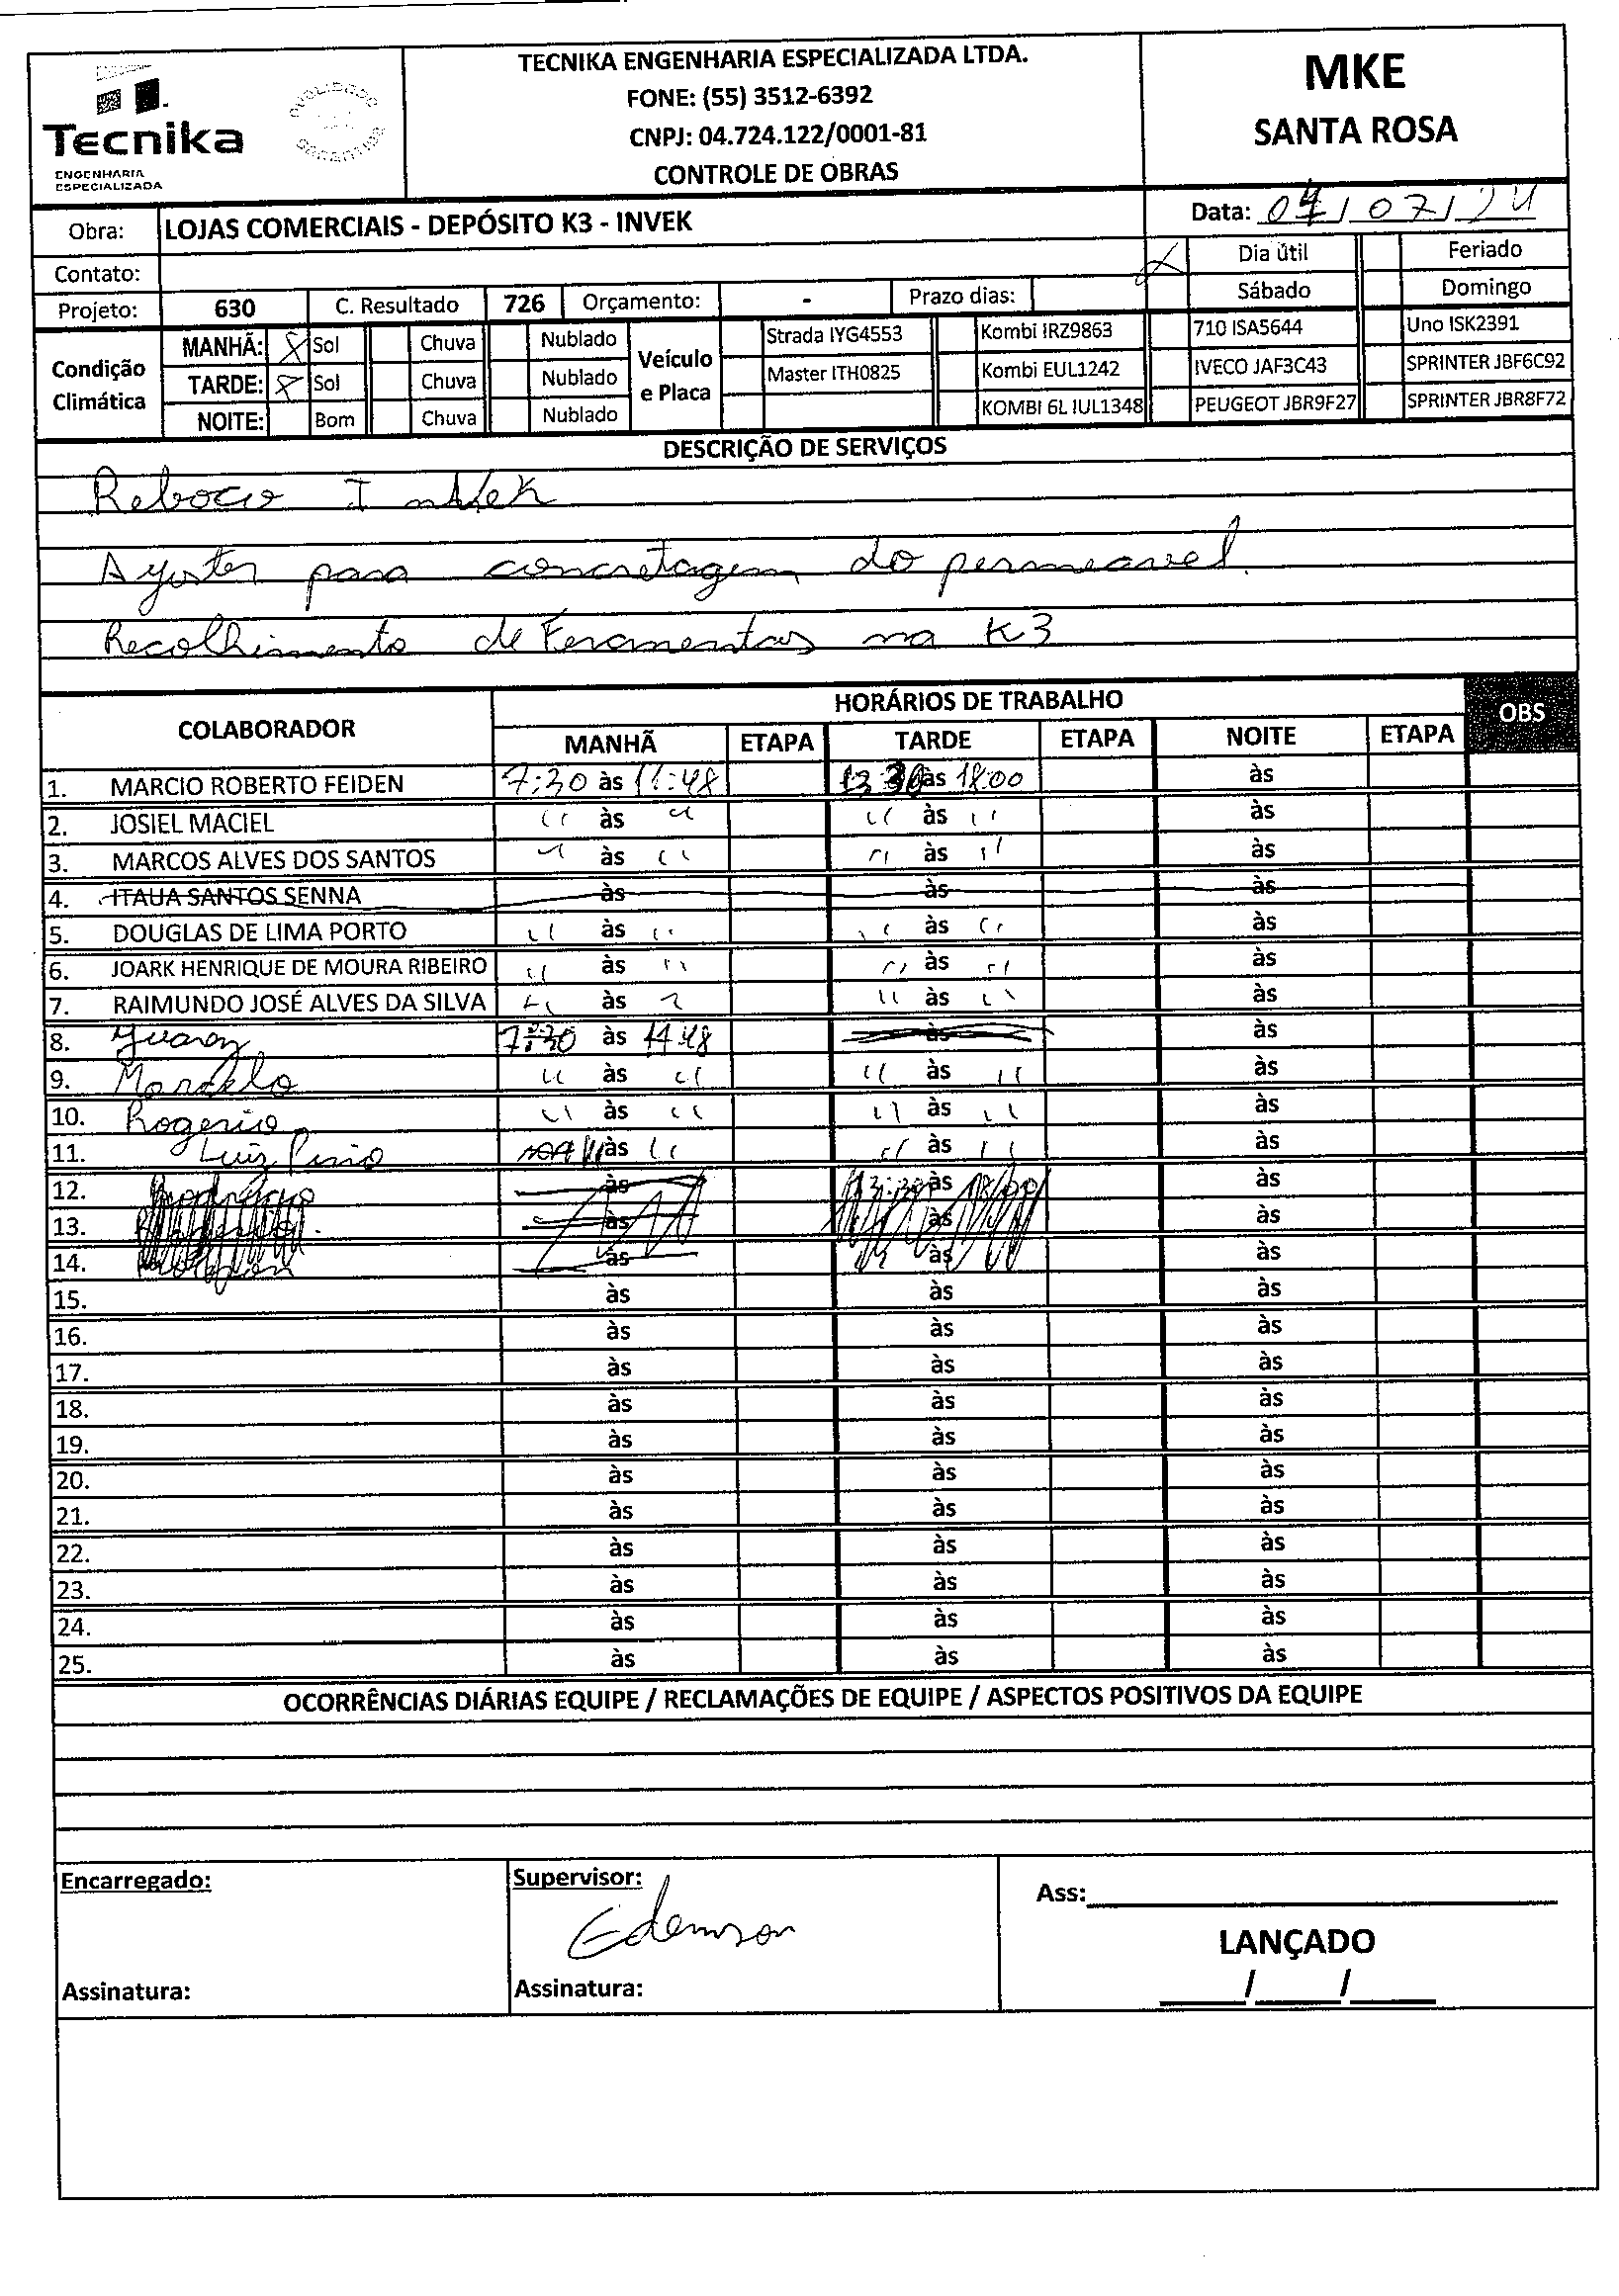 TECNIKA ENGENHARIA ESPECIALIZADA LTDA.
FONE: (55) 3512-6392
CNPJ: 04.724.122/0001-81
CONTROLE DE OBRAS
Tecnika
ENGENHARIA
ESPECIALIZADA
MKE
SANTA ROSA
Data: 04/07/24
Obra: LOJAS COMERCIAIS - DEPÓSITO K3 - INVEK
Contato:
X Dia útil Feriado
Sábado Domingo
Projeto: 630 C. Resultado 726 Orçamento: - Prazo dias:
Condição Climática
MANHÃ: X Sol Chuva Nublado
TARDE: X Sol Chuva Nublado
NOITE: Bom Chuva Nublado
Veículo e Placa
Strada IYG4553 Kombi IRZ9863 710 ISA5644 Uno ISK2391
Master ITH0825 Kombi EUL1242 IVECO JAF3C43 SPRINTER JBF6C92
KOMBI 6L IUL1348 PEUGEOT JBR9F27 SPRINTER JBR8F72
DESCRIÇÃO DE SERVIÇOS
Reboco Invek
Ajustes para concretagem do permeavel.
Recolhimento de Feramentas na K3
COLABORADOR HORÁRIOS DE TRABALHO OBS
MANHÃ ETAPA TARDE ETAPA NOITE ETAPA
1. MARCIO ROBERTO FEIDEN 7:30 às 11:48 13:30 às 18:00 às
2. JOSIEL MACIEL '' às '' '' às '' às
3. MARCOS ALVES DOS SANTOS '' às '' '' às '' às
4. ITAUA SANTOS SENNA às às às
5. DOUGLAS DE LIMA PORTO '' às '' '' às '' às
6. JOARK HENRIQUE DE MOURA RIBEIRO '' às '' '' às '' às
7. RAIMUNDO JOSÉ ALVES DA SILVA '' às '' '' às '' às
8. 7:30 às 11:48 às às
9. Marcelo '' às '' '' às '' às
10. Rogerio '' às '' '' às '' às
11. Luiz às '' '' às '' às
12. às 13:30 às 18:00 às
13. às às às
14. às às às
15. às às às
16. às às às
17. às às às
18. às às às
19. às às às
20. às às às
21. às às às
22. às às às
23. às às às
24. às às às
25. às às às
OCORRÊNCIAS DIÁRIAS EQUIPE / RECLAMAÇÕES DE EQUIPE / ASPECTOS POSITIVOS DA EQUIPE
Encarregado:
Supervisor:
Edemson
Ass:
LANÇADO
Assinatura:
Assinatura:
/ /